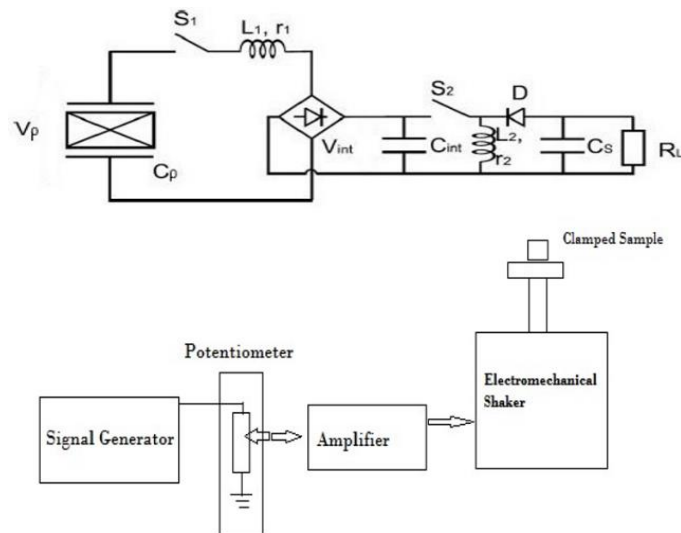 S1
L1, r1
Vρ
Cρ
Vint
Cint
S2
L2,
r2
D
Cs
RL
Clamped Sample
Potentiometer
Signal Generator
Amplifier
Electromechanical
Shaker